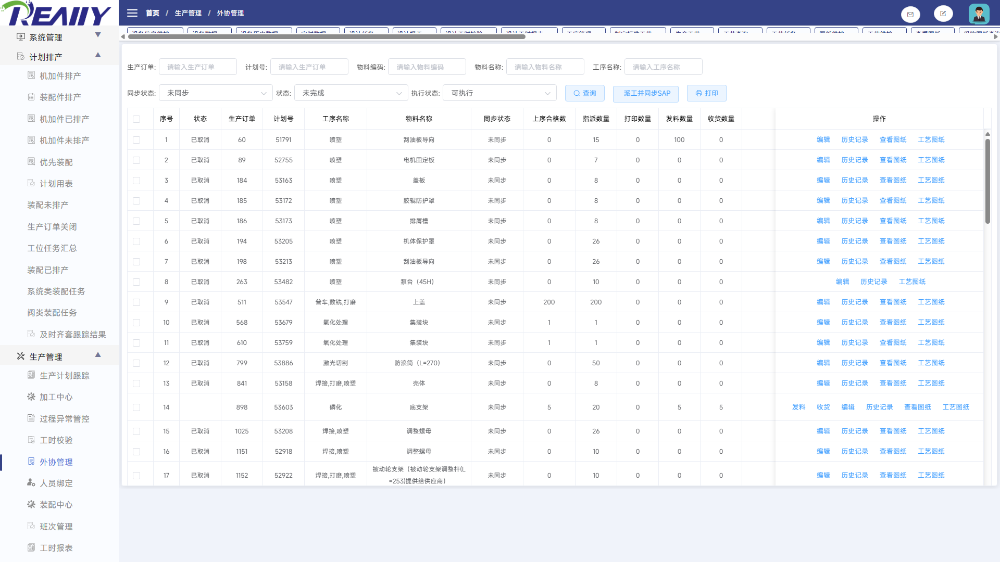 REAllY
首页 / 生产管理 / 外协管理
系统管理
计划排产
机加件排产
装配件排产
机加件已排产
机加件未排产
优先装配
计划用表
装配未排产
生产订单关闭
工位任务汇总
装配已排产
系统类装配任务
阀类装配任务
及时齐套跟踪结果
生产管理
生产计划跟踪
加工中心
过程异常管控
工时校验
外协管理
人员绑定
装配中心
班次管理
工时报表
生产订单: 请输入生产订单 计划号: 请输入生产订单 物料编码: 请输入物料编码 物料名称: 请输入物料名称 工序名称: 请输入工序名称
同步状态: 未同步 状态: 未完成 执行状态: 可执行 查询 派工并同步SAP 打印
序号 状态 生产订单 计划号 工序名称 物料名称 同步状态 上序合格数 指派数量 打印数量 发料数量 收货数量 操作
1 已取消 60 51791 喷塑 刮油板导向 未同步 0 15 0 100 0 编辑 历史记录 查看图纸 工艺图纸
2 已取消 89 52755 喷塑 电机固定板 未同步 0 7 0 0 0 编辑 历史记录 查看图纸 工艺图纸
3 已取消 184 53163 喷塑 盖板 未同步 0 8 0 0 0 编辑 历史记录 查看图纸 工艺图纸
4 已取消 185 53172 喷塑 胶辊防护罩 未同步 0 8 0 0 0 编辑 历史记录 查看图纸 工艺图纸
5 已取消 186 53173 喷塑 排屑槽 未同步 0 8 0 0 0 编辑 历史记录 查看图纸 工艺图纸
6 已取消 194 53205 喷塑 机体保护罩 未同步 0 26 0 0 0 编辑 历史记录 查看图纸 工艺图纸
7 已取消 198 53213 喷塑 刮油板导向 未同步 0 26 0 0 0 编辑 历史记录 查看图纸 工艺图纸
8 已取消 263 53482 喷塑 泵台（45H） 未同步 0 10 0 0 0 编辑 历史记录 工艺图纸
9 已取消 511 53547 普车,数铣,打磨 上盖 未同步 200 200 0 0 0 编辑 历史记录 查看图纸 工艺图纸
10 已取消 568 53679 氧化处理 集装块 未同步 1 1 0 0 0 编辑 历史记录 查看图纸 工艺图纸
11 已取消 610 53759 氧化处理 集装块 未同步 1 1 0 0 0 编辑 历史记录 查看图纸 工艺图纸
12 已取消 799 53886 激光切割 防浪筒（L=270） 未同步 0 50 0 0 0 编辑 历史记录 查看图纸 工艺图纸
13 已取消 841 53158 焊接,打磨,喷塑 壳体 未同步 0 8 0 0 0 编辑 历史记录 查看图纸 工艺图纸
14 898 53603 磷化 底支架 未同步 5 20 0 5 5 发料 收货 编辑 历史记录 查看图纸 工艺图纸
15 已取消 1025 53208 焊接,喷塑 调整螺母 未同步 0 26 0 0 0 编辑 历史记录 查看图纸 工艺图纸
16 已取消 1151 52918 焊接,喷塑 调整螺母 未同步 0 10 0 0 0 编辑 历史记录 查看图纸 工艺图纸
17 已取消 1152 52922 焊接,打磨,喷塑 被动轮支架（被动轮支架调整杆(L=253)提供给供应商） 未同步 0 10 0 0 0 编辑 历史记录 查看图纸 工艺图纸